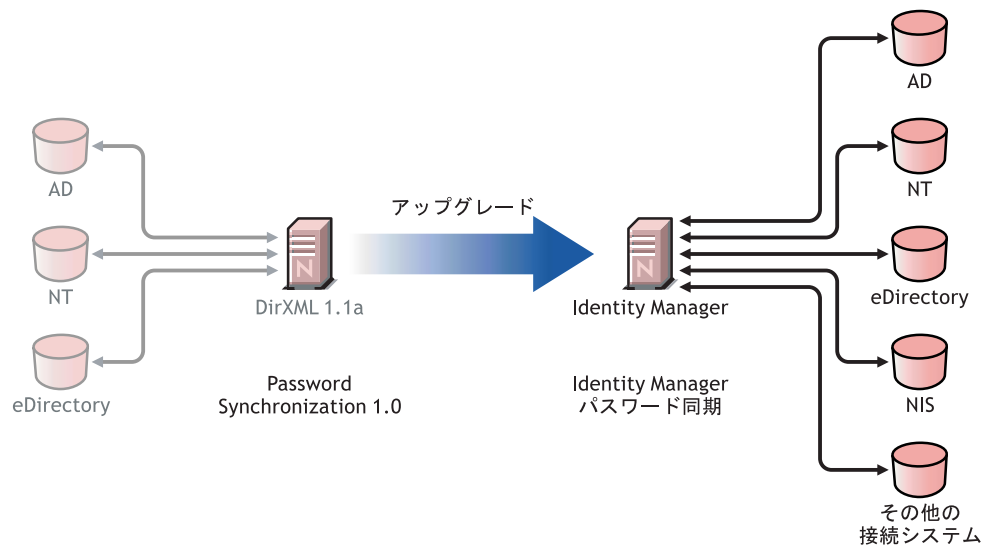 AD
NT
eDirectory
N
DirXML 1.1a
Password
Synchronization 1.0
アップグレード
N
Identity Manager
Identity Manager
パスワード同期
AD
NT
eDirectory
NIS
その他の
接続システム